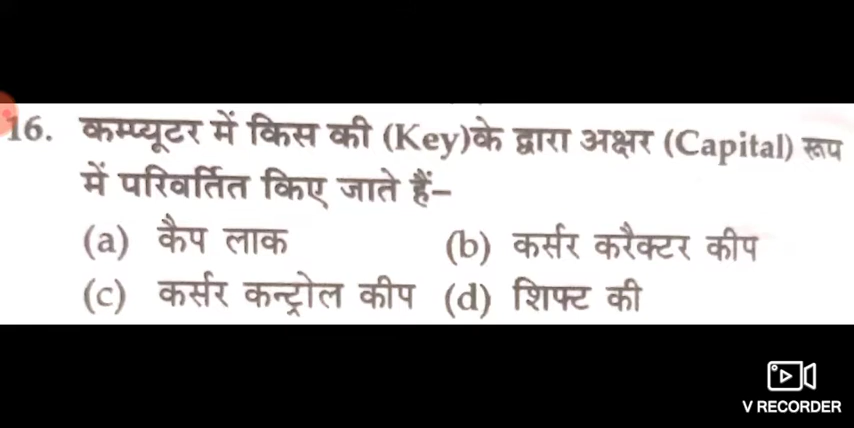 16. कम्प्यूटर में किस की (Key)के द्वारा अक्षर (Capital) रूप
में परिवर्तित किए जाते हैं–
(a) कैप लाक (b) कर्सर करैक्टर कीप
(c) कर्सर कन्ट्रोल कीप (d) शिफ्ट की
V RECORDER